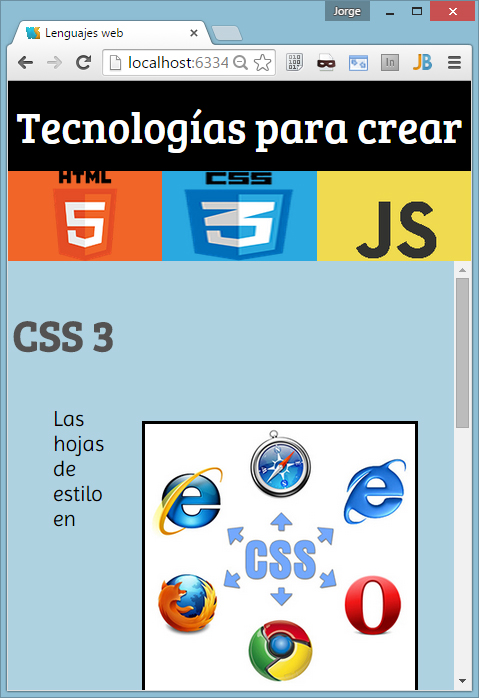 Jorge
Lenguajes web
localhost:6334
Tecnologías para crear
HTML
5
CSS
3
JS
CSS 3
Las
hojas
de
estilo
en
CSS